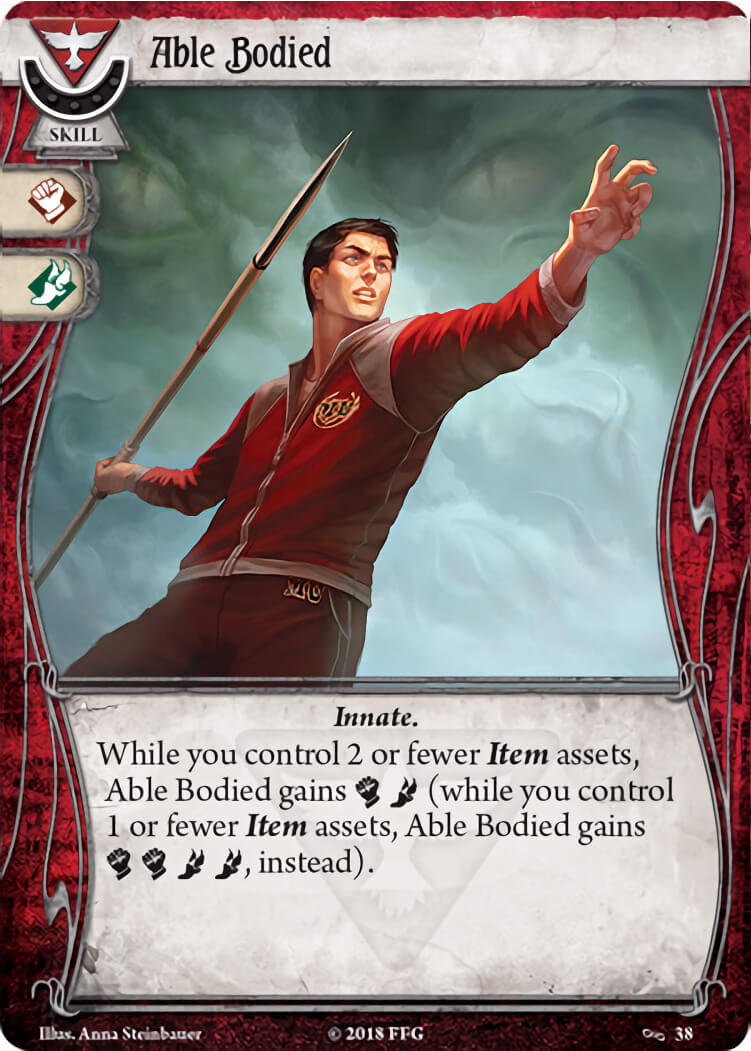 Able Bodied
SKILL
Innate.
While you control 2 or fewer Item assets,
Able Bodied gains (while you control
1 or fewer Item assets, Able Bodied gains
, instead).
Illus. Anna Steinbauer
© 2018 FFG
38